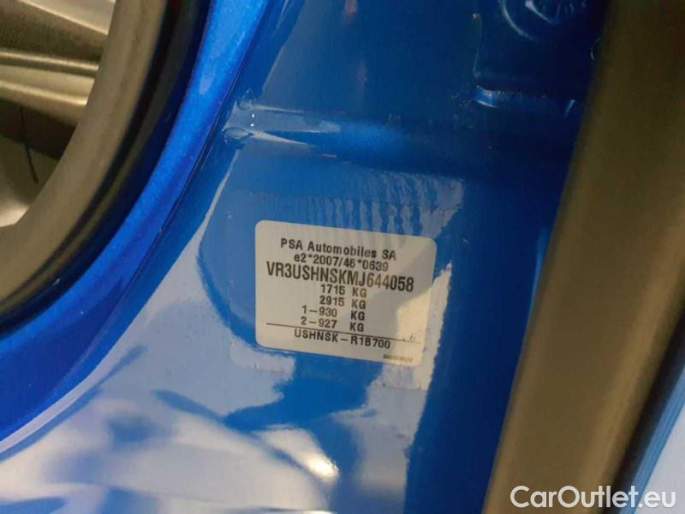 PSA Automobiles SA
e2*2007/46*0639
VR3USHNSKMJ644058
1715 KG
2915 KG
1-930 KG
2-927 KG
USHNSK-R1B700
CarOutlet.eu